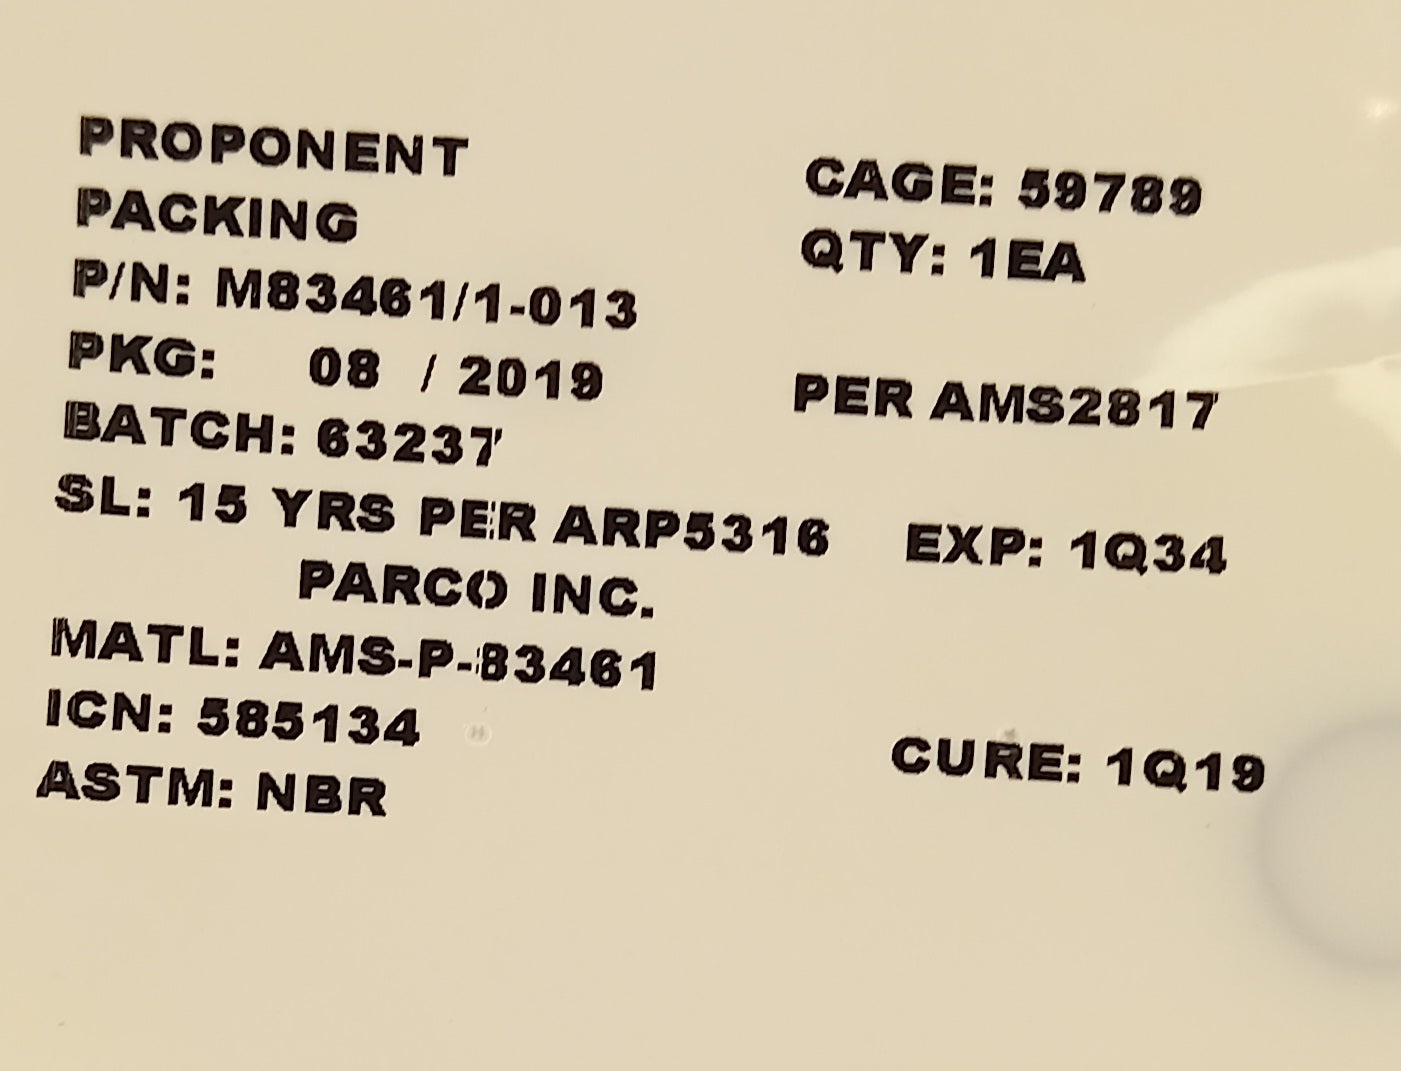 PROPONENT
PACKING CAGE: 59789
P/N: M83461/1-013 QTY: 1EA
PKG: 08 / 2019
BATCH: 63237 PER AMS2817
SL: 15 YRS PER ARP5316 EXP: 1Q34
PARCO INC.
MATL: AMS-P-83461
ICN: 585134
ASTM: NBR CURE: 1Q19